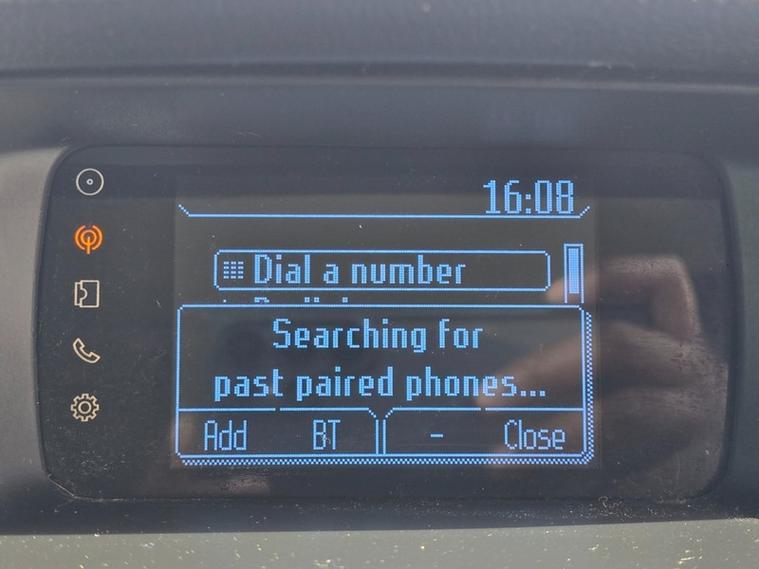 16:08
Dial a number
Searching for
past paired phones...
Add BT - Close